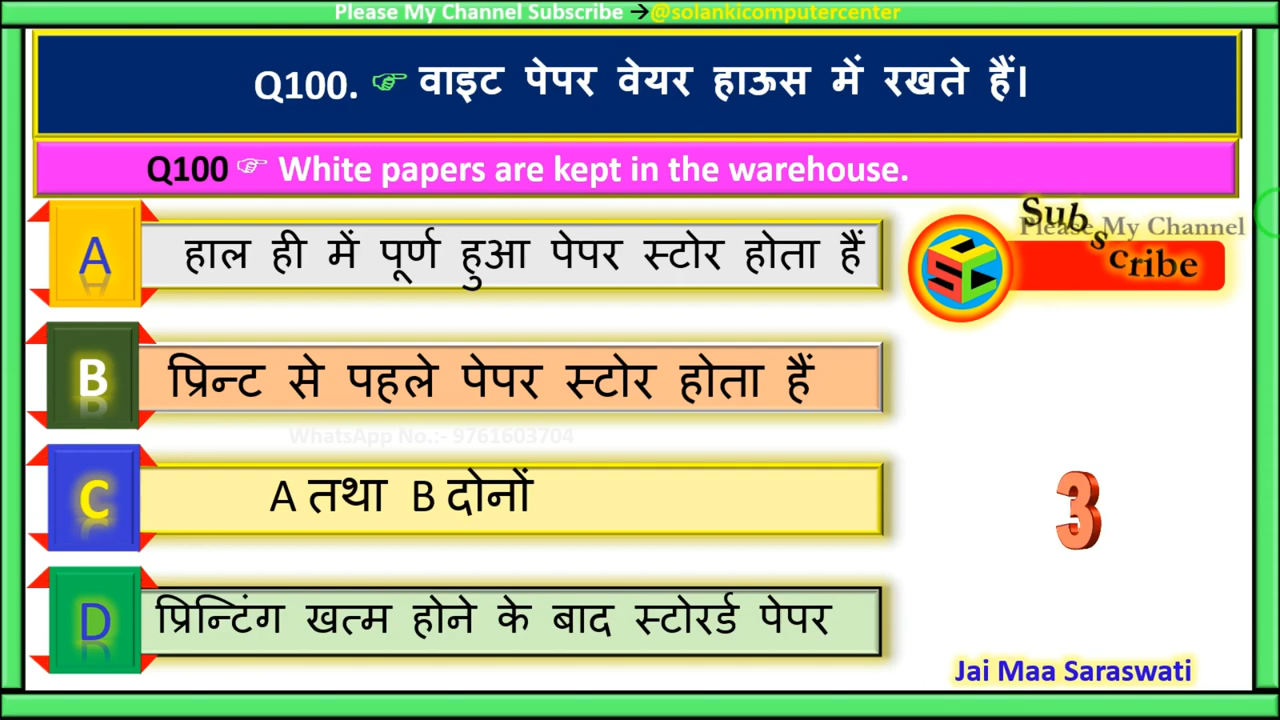 Please My Channel Subscribe →@solankicomputercenter
Q100. ☞ वाइट पेपर वेयर हाऊस में रखते हैं।
Q100 ☞ White papers are kept in the warehouse.
A हाल ही में पूर्ण हुआ पेपर स्टोर होता हैं
Subscribe
Please My Channel
SCC
B प्रिन्ट से पहले पेपर स्टोर होता हैं
WhatsApp No.:- 9761603704
C A तथा B दोनों
3
D प्रिन्टिंग खत्म होने के बाद स्टोरर्ड पेपर
Jai Maa Saraswati